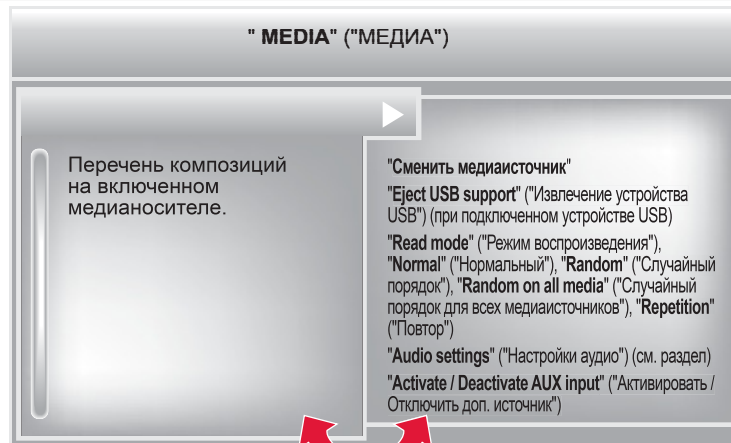 " MEDIA" ("МЕДИА")
Перечень композиций
на включенном
медианосителе.
"Сменить медиаисточник"
"Eject USB support" ("Извлечение устройства
USB") (при подключенном устройстве USB)
"Read mode" ("Режим воспроизведения"),
"Normal" ("Нормальный"), "Random" ("Случайный
порядок"), "Random on all media" ("Случайный
порядок для всех медиаисточников"), "Repetition"
("Повтор")
"Audio settings" ("Настройки аудио") (см. раздел)
"Activate / Deactivate AUX input" ("Активировать /
Отключить доп. источник")